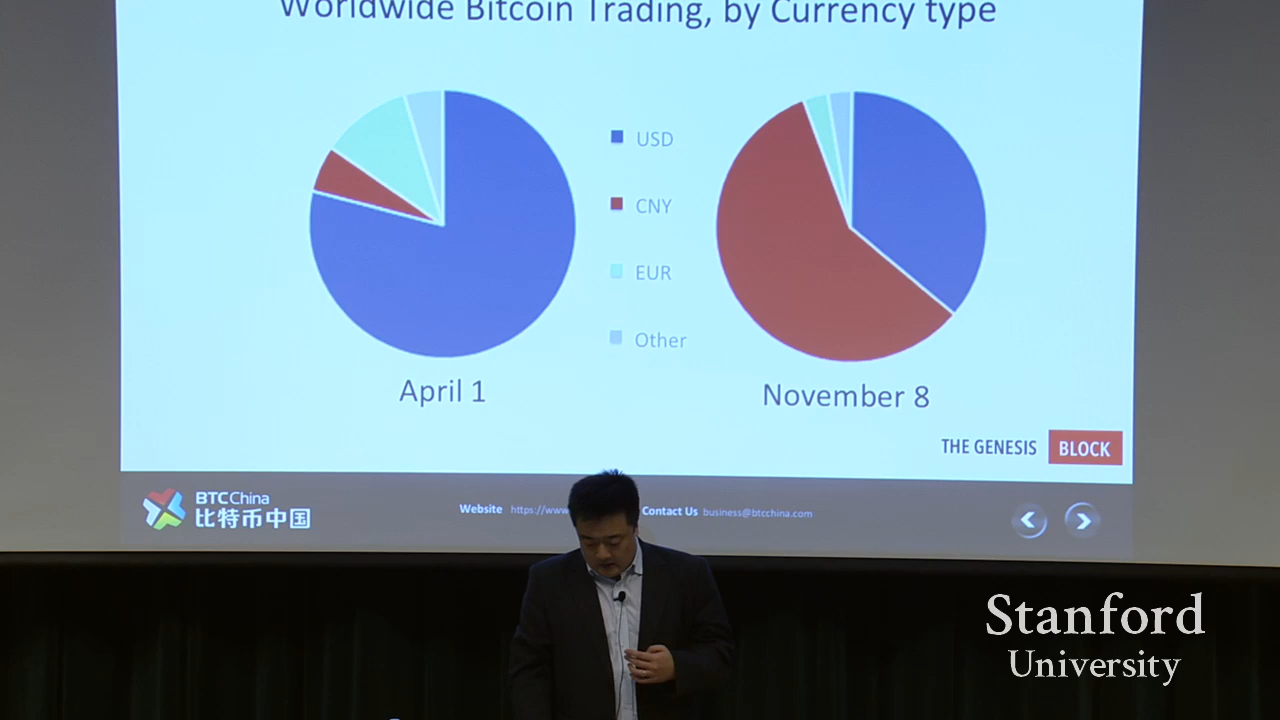 Worldwide Bitcoin Trading, by Currency type
USD
CNY
EUR
Other
April 1
November 8
THE GENESIS BLOCK
BTCChina
比特币中国
Website https://www
Contact Us business@btcchina.com
Stanford
University